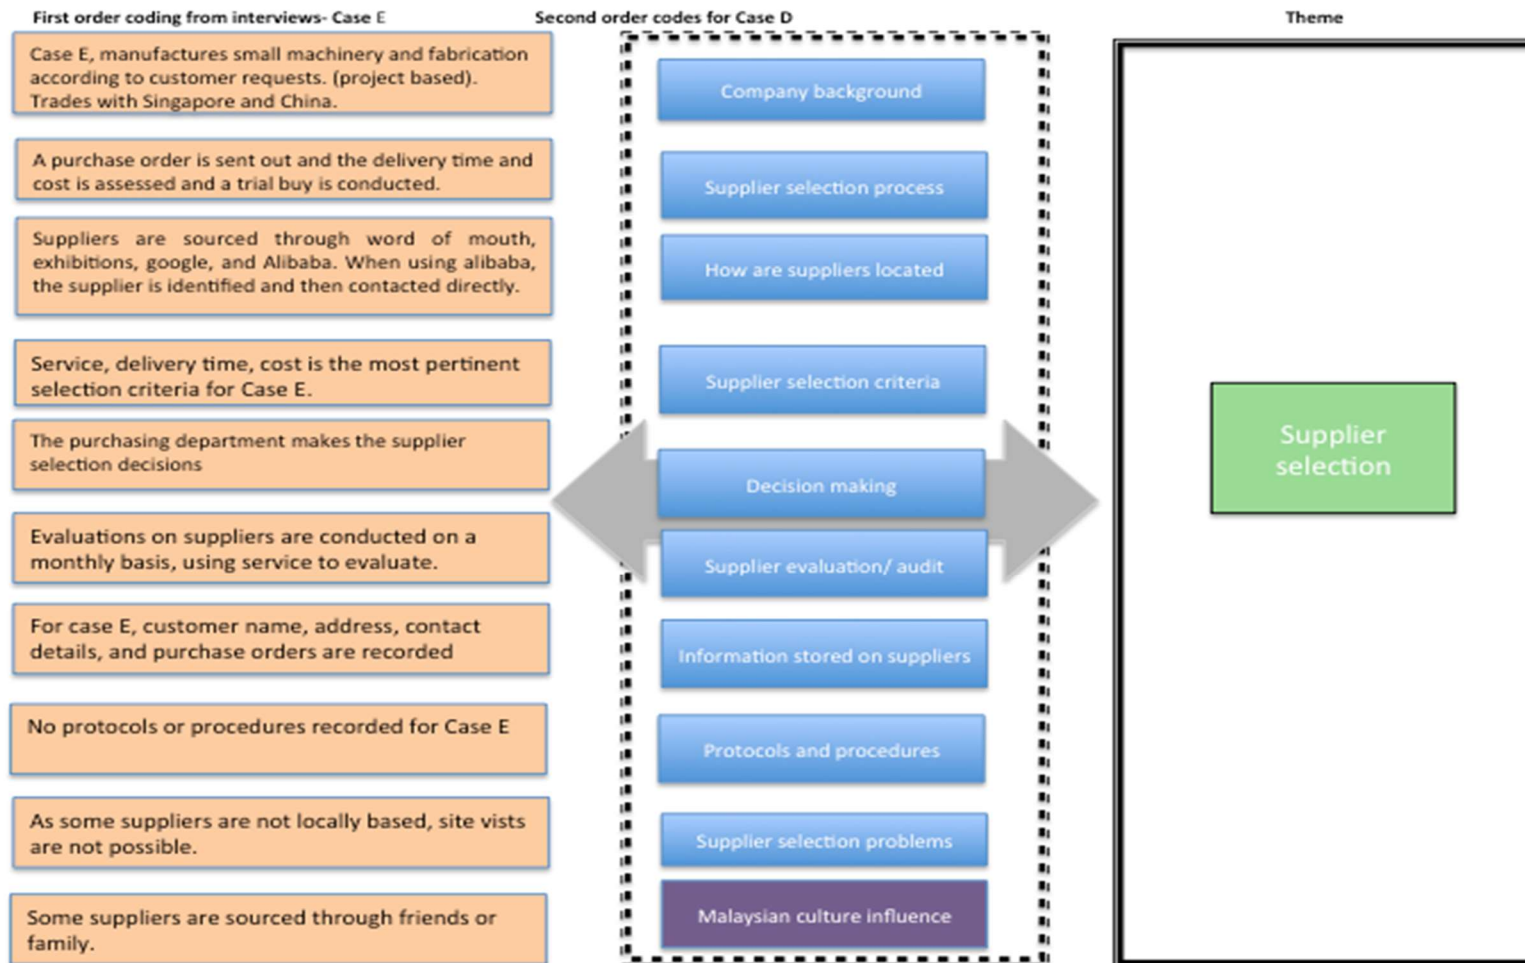 First order coding from interviews- Case E
Second order codes for Case D
Theme
Case E, manufactures small machinery and fabrication
according to customer requests. (project based).
Trades with Singapore and China.
Company background
A purchase order is sent out and the delivery time and
cost is assessed and a trial buy is conducted.
Supplier selection process
Suppliers are sourced through word of mouth,
exhibitions, google, and Alibaba. When using alibaba,
the supplier is identified and then contacted directly.
How are suppliers located
Service, delivery time, cost is the most pertinent
selection criteria for Case E.
Supplier selection criteria
The purchasing department makes the supplier
selection decisions
Decision making
Evaluations on suppliers are conducted on a
monthly basis, using service to evaluate.
Supplier evaluation/ audit
For case E, customer name, address, contact
details, and purchase orders are recorded
Information stored on suppliers
No protocols or procedures recorded for Case E
Protocols and procedures
As some suppliers are not locally based, site vists
are not possible.
Supplier selection problems
Some suppliers are sourced through friends or
family.
Malaysian culture influence
Supplier
selection